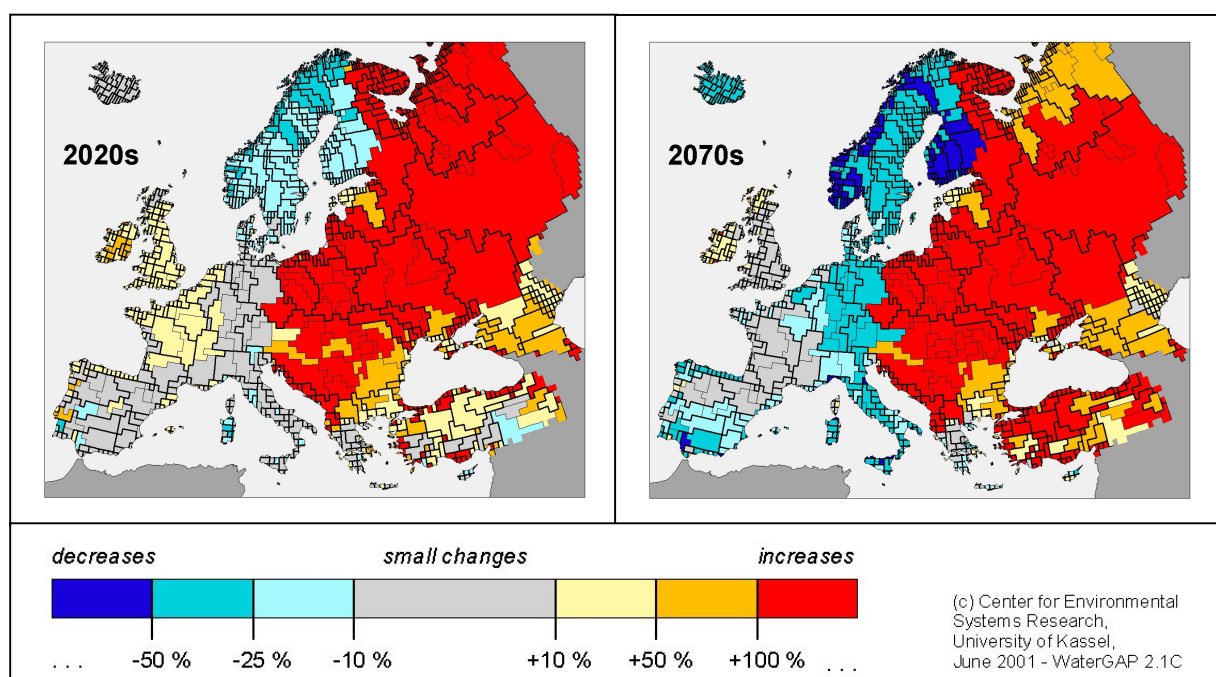 2020s
2070s
decreases small changes increases
. . . -50 % -25 % -10 % +10 % +50 % +100 % . . .
(c) Center for Environmental
Systems Research,
University of Kassel,
June 2001 - WaterGAP 2.1C